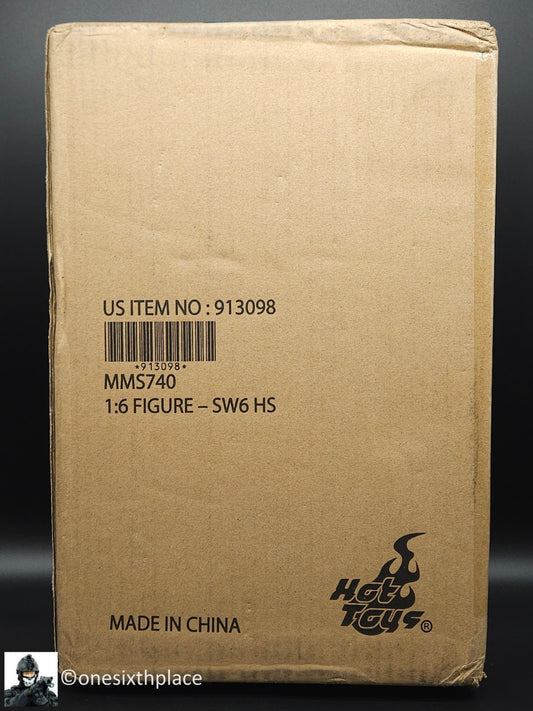 US ITEM NO : 913098
*913098*
MMS740
1:6 FIGURE – SW6 HS
Hot
Toys®
MADE IN CHINA
©onesixthplace